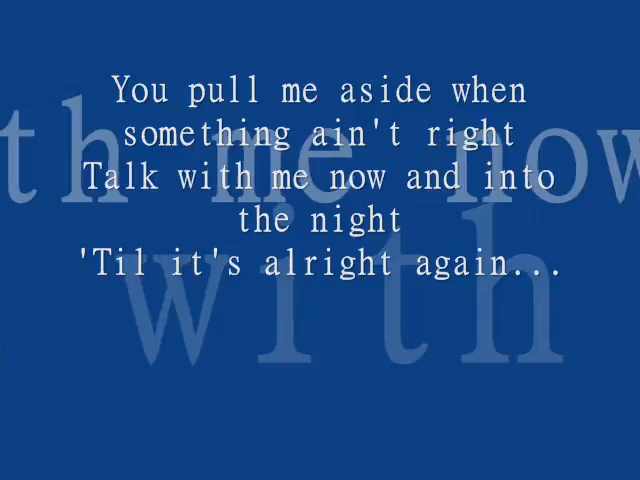 You pull me aside when
something ain't right
Talk with me now and into
the night
'Til it's alright again...
th me now
with